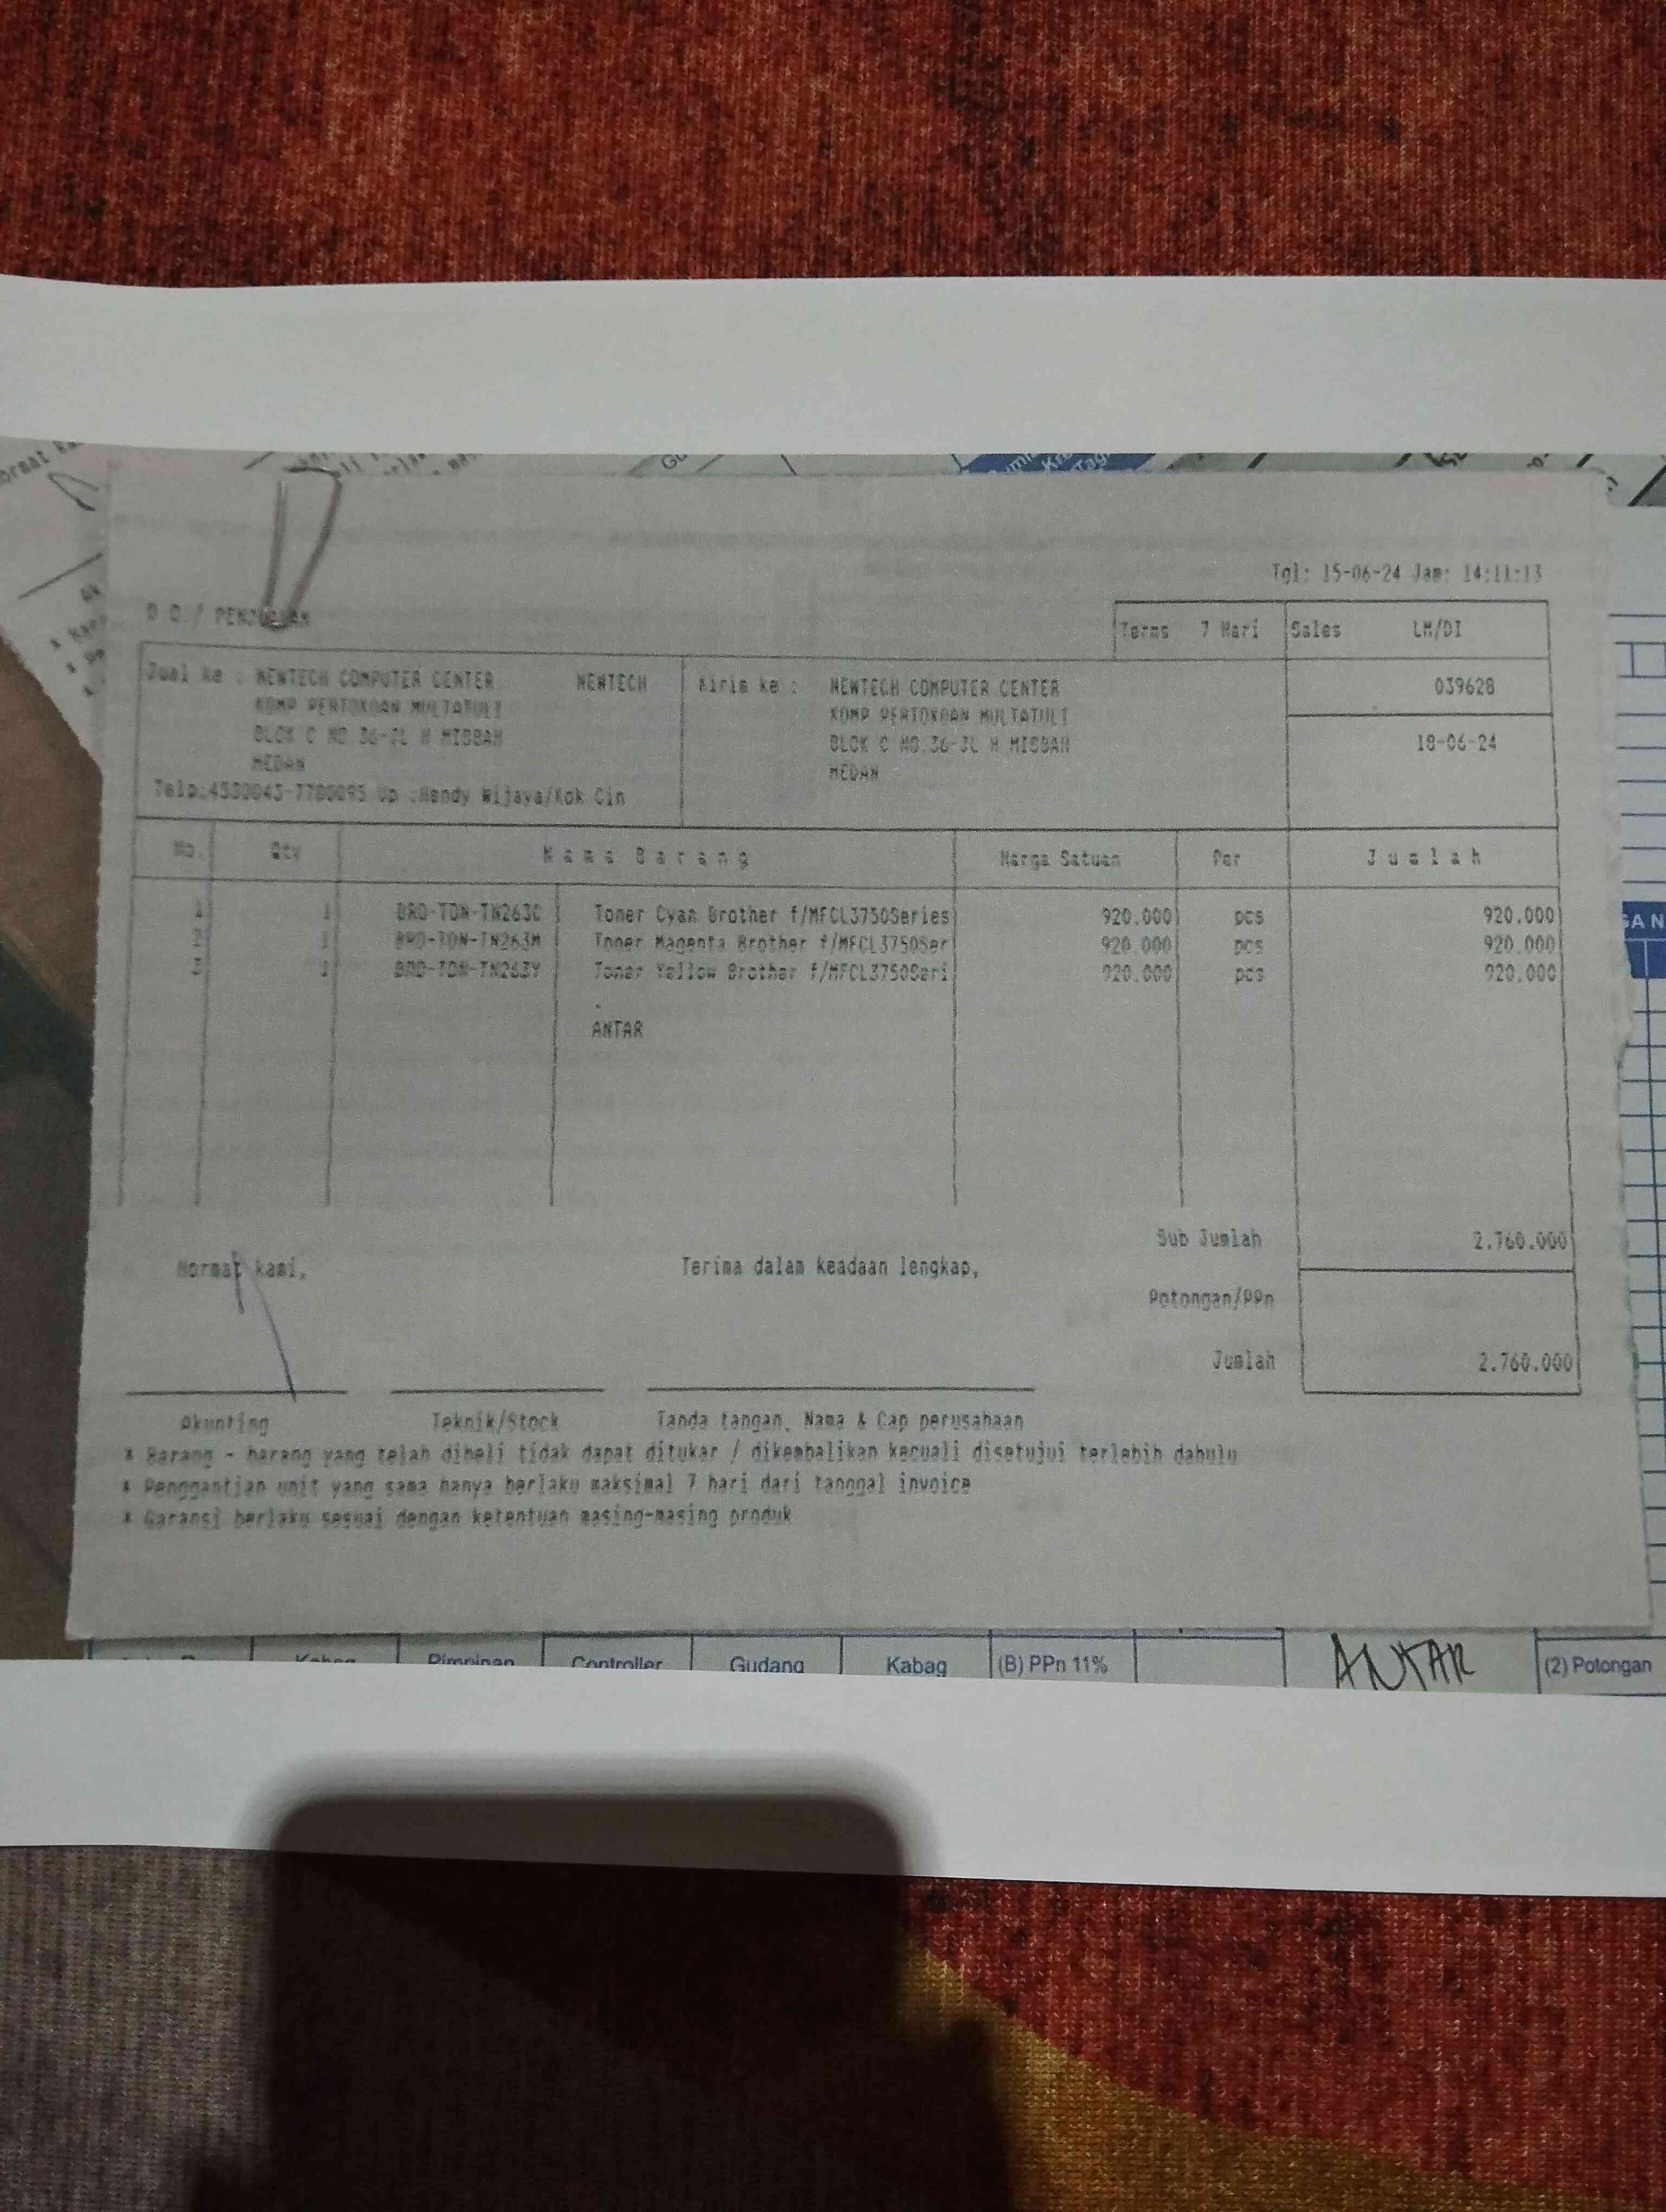 Tgl: 15-06-24 Jam: 14:11:13
D O / PENJUALAN
Terms 7 Hari Sales LM/DI
Jual ke : NEWTECH COMPUTER CENTER NEWTECH Kirim ke : NEWTECH COMPUTER CENTER 039628
KOMP PERTOKOAN MULTATULI KOMP PERTOKOAN MULTATULI
BLOK C NO.36-JL H MISBAH BLOK C NO.36-JL H MISBAH 18-06-24
MEDAN MEDAN
Up :Hendy Wijaya/Kok Cin
No. Qty Nama Barang Harga Satuan Per Jumlah
1 1 BRO-TON-TN263C Toner Cyan Brother f/MFCL3750Series 920.000 pcs 920.000
2 1 BRO-TON-TN263M Toner Magenta Brother f/MFCL3750Ser 920.000 pcs 920.000
3 1 BRO-TON-TN263Y Toner Yellow Brother f/MFCL3750Seri 920.000 pcs 920.000
.
ANTAR
Sub Jumlah 2.760.000
Hormat kami, Terima dalam keadaan lengkap,
Potongan/PPn
Jumlah 2.760.000
Akunting Teknik/Stock Tanda tangan, Nama & Cap perusahaan
* Barang - barang yang telah dibeli tidak dapat ditukar / dikembalikan kecuali disetujui terlebih dahulu
* Penggantian unit yang sama hanya berlaku maksimal 7 hari dari tanggal invoice
* Garansi berlaku sesuai dengan ketentuan masing-masing produk
Kabag Pimpinan Controller Gudang Kabag (B) PPn 11% ANTAR (2) Potongan